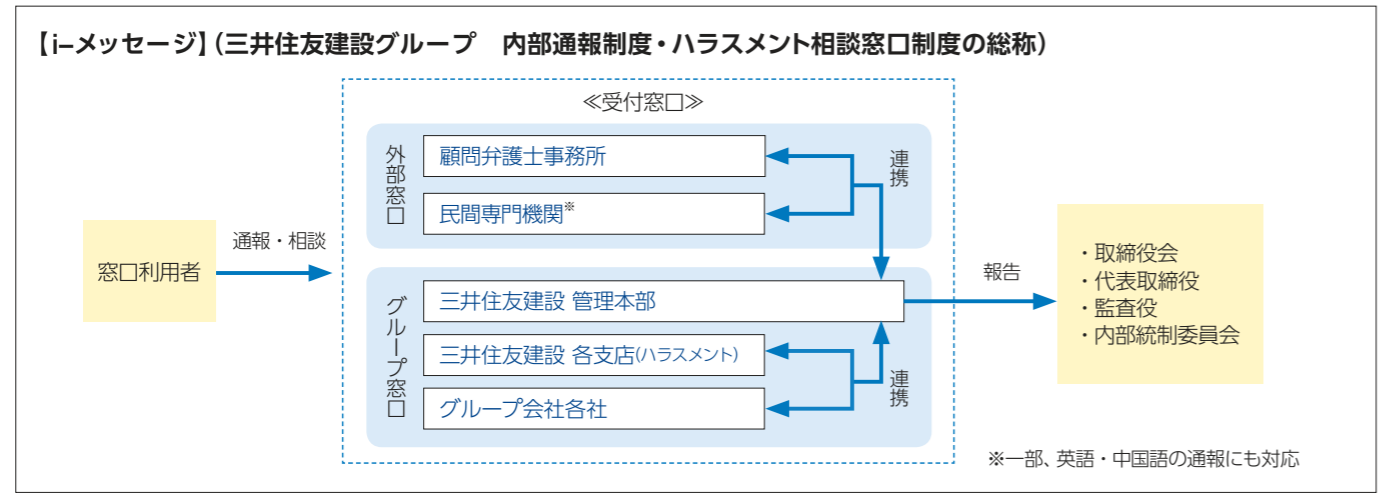 【i−メッセージ】(三井住友建設グループ　内部通報制度・ハラスメント相談窓口制度の総称)
≪受付窓口≫
外部窓口
顧問弁護士事務所
民間専門機関※
連携
窓口利用者
通報・相談
グループ窓口
三井住友建設 管理本部
三井住友建設 各支店(ハラスメント)
グループ会社各社
連携
報告
・取締役会
・代表取締役
・監査役
・内部統制委員会
※一部、英語・中国語の通報にも対応